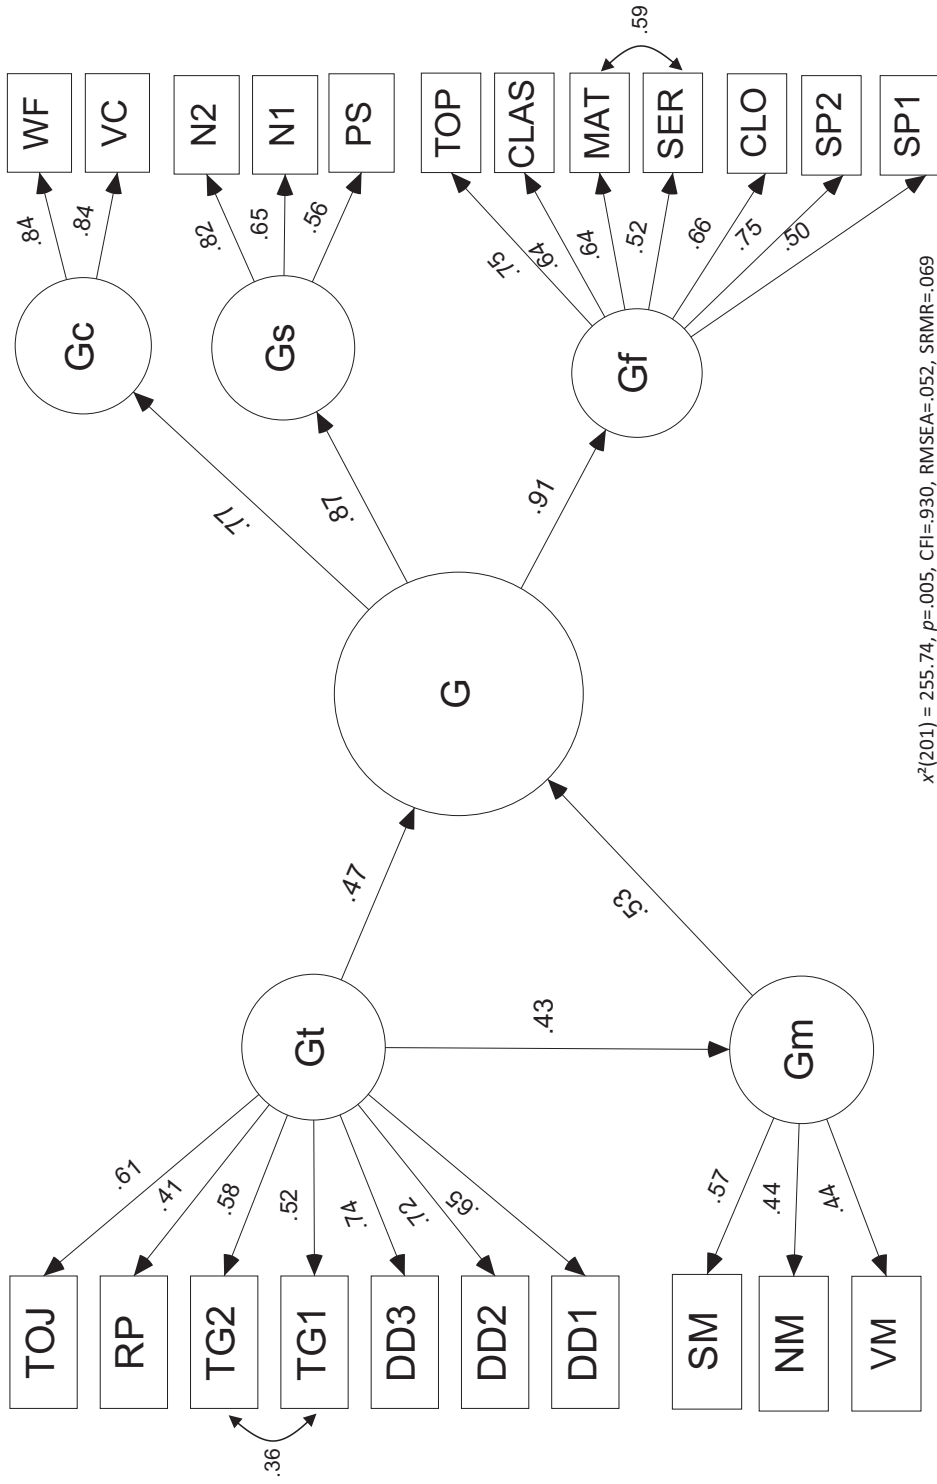 WF
VC
N2
N1
PS
TOP
CLAS
MAT
SER
CLO
SP2
SP1
.59
.84
.84
.82
.65
.56
.75
.64
.64
.52
.66
.75
.50
Gc
Gs
Gf
.77
.87
.91
G
.47
.53
Gt
.43
Gm
.61
.41
.58
.52
.74
.72
.65
.57
.44
.44
TOJ
RP
TG2
TG1
DD3
DD2
DD1
SM
NM
VM
.36
x²(201) = 255.74, p=.005, CFI=.930, RMSEA=.052, SRMR=.069